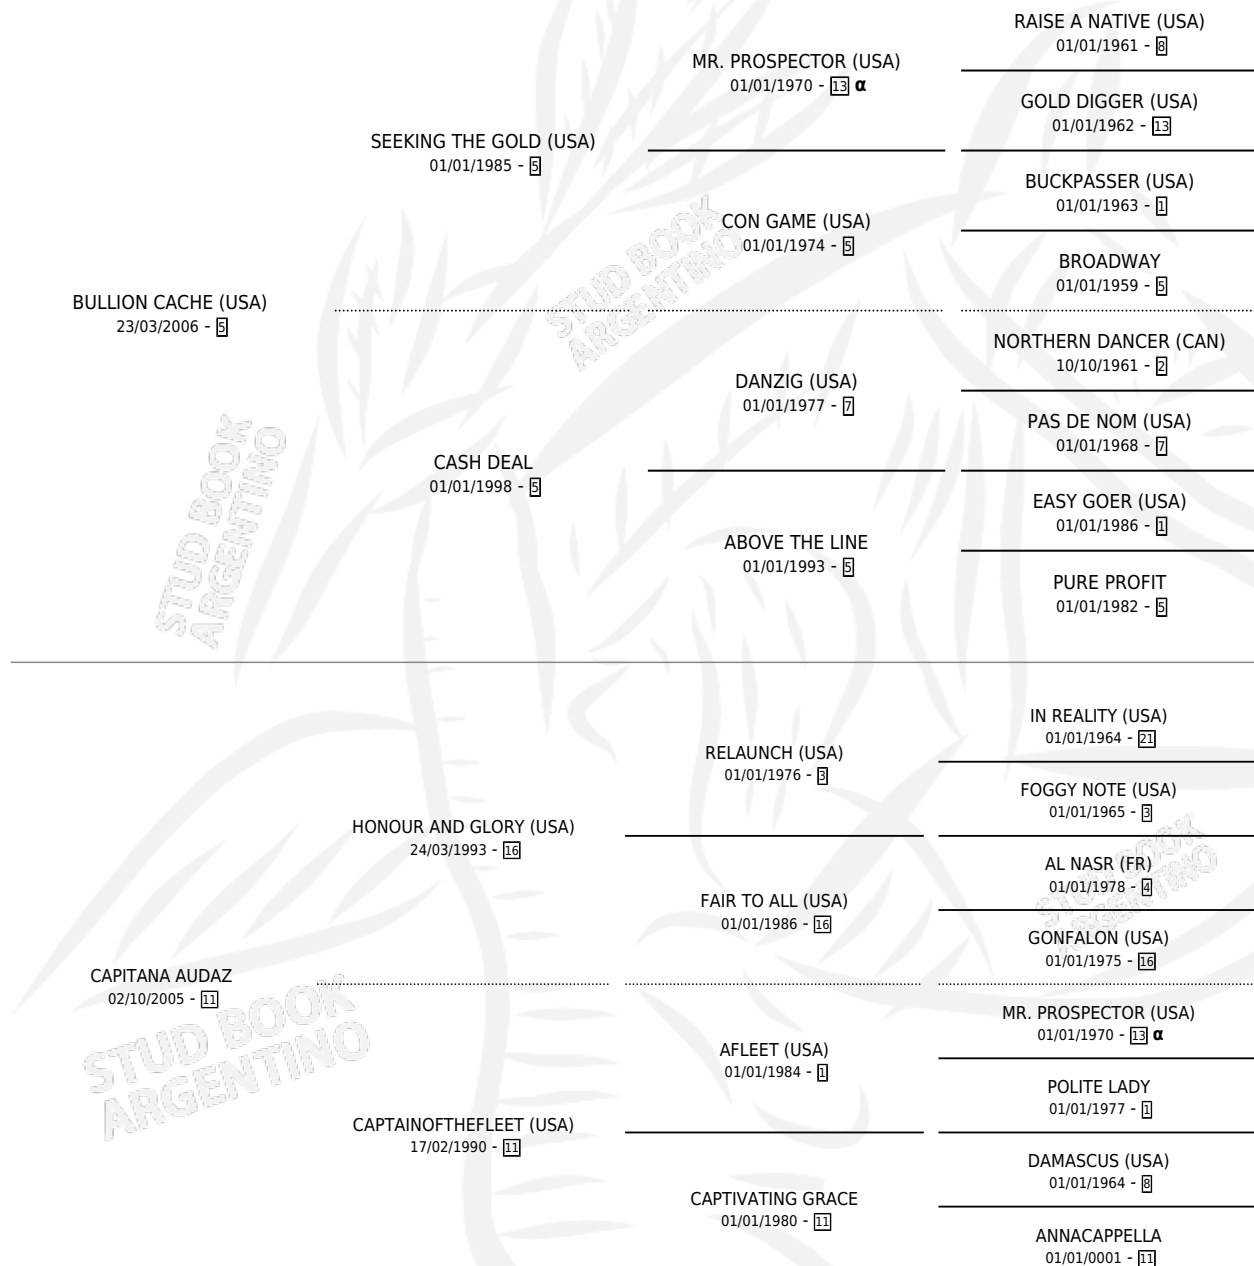 RAISE A NATIVE (USA)
01/01/1961 - 8
MR. PROSPECTOR (USA)
01/01/1970 - 13 α
GOLD DIGGER (USA)
01/01/1962 - 13
SEEKING THE GOLD (USA)
01/01/1985 - 5
BUCKPASSER (USA)
01/01/1963 - 1
CON GAME (USA)
01/01/1974 - 5
BROADWAY
01/01/1959 - 5
STUD BOOK
ARGENTINO
BULLION CACHE (USA)
23/03/2006 - 5
NORTHERN DANCER (CAN)
10/10/1961 - 2
DANZIG (USA)
01/01/1977 - 7
PAS DE NOM (USA)
01/01/1968 - 7
CASH DEAL
01/01/1998 - 5
EASY GOER (USA)
01/01/1986 - 1
ABOVE THE LINE
01/01/1993 - 5
PURE PROFIT
01/01/1982 - 5
STUD BOOK
ARGENTINO
IN REALITY (USA)
01/01/1964 - 21
RELAUNCH (USA)
01/01/1976 - 3
FOGGY NOTE (USA)
01/01/1965 - 3
HONOUR AND GLORY (USA)
24/03/1993 - 16
AL NASR (FR)
01/01/1978 - 4
FAIR TO ALL (USA)
01/01/1986 - 16
GONFALON (USA)
01/01/1975 - 16
STUD BOOK
ARGENTINO
CAPITANA AUDAZ
02/10/2005 - 11
MR. PROSPECTOR (USA)
01/01/1970 - 13 α
AFLEET (USA)
01/01/1984 - 1
POLITE LADY
01/01/1977 - 1
CAPTAINOFTHEFLEET (USA)
17/02/1990 - 11
DAMASCUS (USA)
01/01/1964 - 8
CAPTIVATING GRACE
01/01/1980 - 11
ANNACAPPELLA
01/01/0001 - 11
STUD BOOK
ARGENTINO